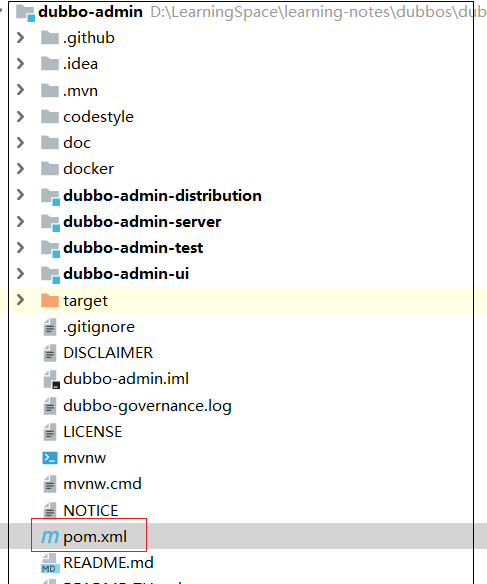 dubbo-admin D:\LearningSpace\learning-notes\dubbos\dub
.github
.idea
.mvn
codestyle
doc
docker
dubbo-admin-distribution
dubbo-admin-server
dubbo-admin-test
dubbo-admin-ui
target
.gitignore
DISCLAIMER
dubbo-admin.iml
dubbo-governance.log
LICENSE
mvnw
mvnw.cmd
NOTICE
m pom.xml
MD README.md